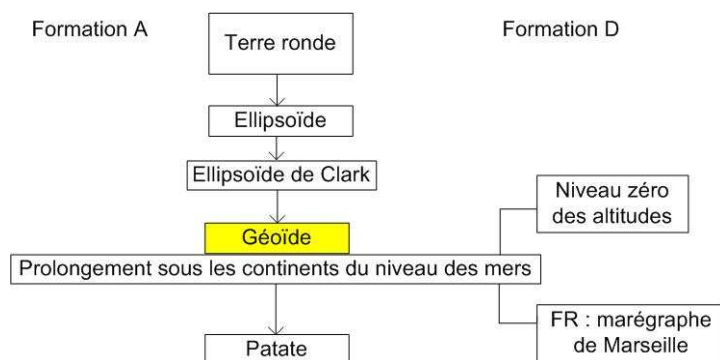 Formation A
Formation D
Terre ronde
Ellipsoïde
Ellipsoïde de Clark
Géoïde
Prolongement sous les continents du niveau des mers
Niveau zéro
des altitudes
Patate
FR : marégraphe
de Marseille